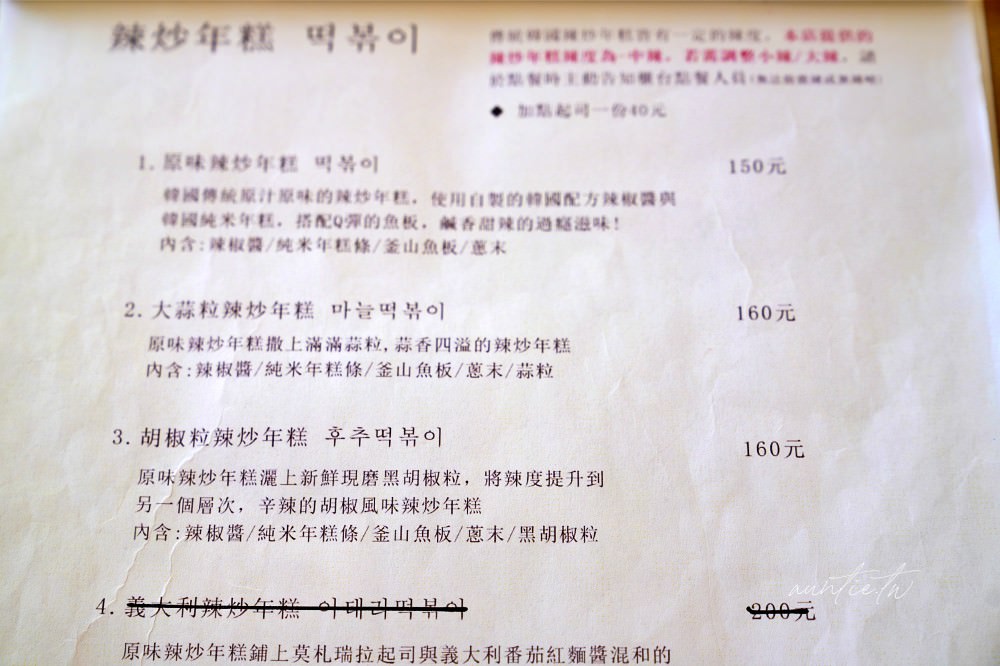 辣炒年糕 떡볶이
傳統韓國辣炒年糕皆有一定的辣度，本店提供的
辣炒年糕辣度為-中辣，若需調整小辣/大辣，請
於點餐時主動告知櫃台點餐人員
◆ 加點起司一份40元
1. 原味辣炒年糕 떡볶이 150元
韓國傳統原汁原味的辣炒年糕，使用自製的韓國配方辣椒醬與
韓國純米年糕，搭配Q彈的魚板，鹹香甜辣的過癮滋味!
內含:辣椒醬/純米年糕條/釜山魚板/蔥末
2. 大蒜粒辣炒年糕 마늘떡볶이 160元
原味辣炒年糕撒上滿滿蒜粒,蒜香四溢的辣炒年糕
內含:辣椒醬/純米年糕條/釜山魚板/蔥末/蒜粒
3. 胡椒粒辣炒年糕 후추떡볶이 160元
原味辣炒年糕灑上新鮮現磨黑胡椒粒，將辣度提升到
另一個層次，辛辣的胡椒風味辣炒年糕
內含:辣椒醬/純米年糕條/釜山魚板/蔥末/黑胡椒粒
auntie.tw
4. 義大利辣炒年糕 이태리떡볶이 200元
原味辣炒年糕鋪上莫札瑞拉起司與義大利番茄紅麵醬混和的